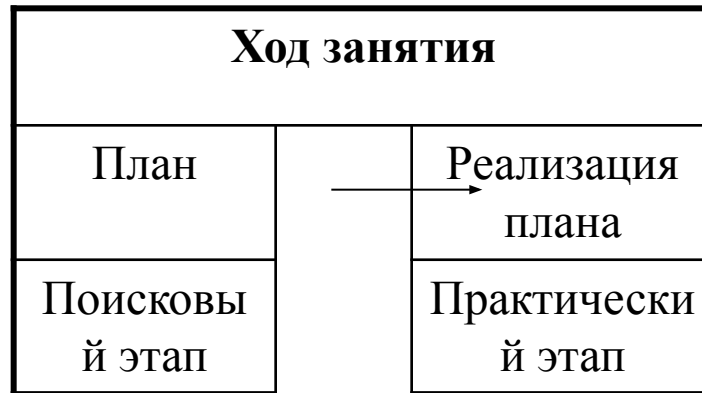 Ход занятия
План
Реализация
плана
Поисковы
й этап
Практически
й этап